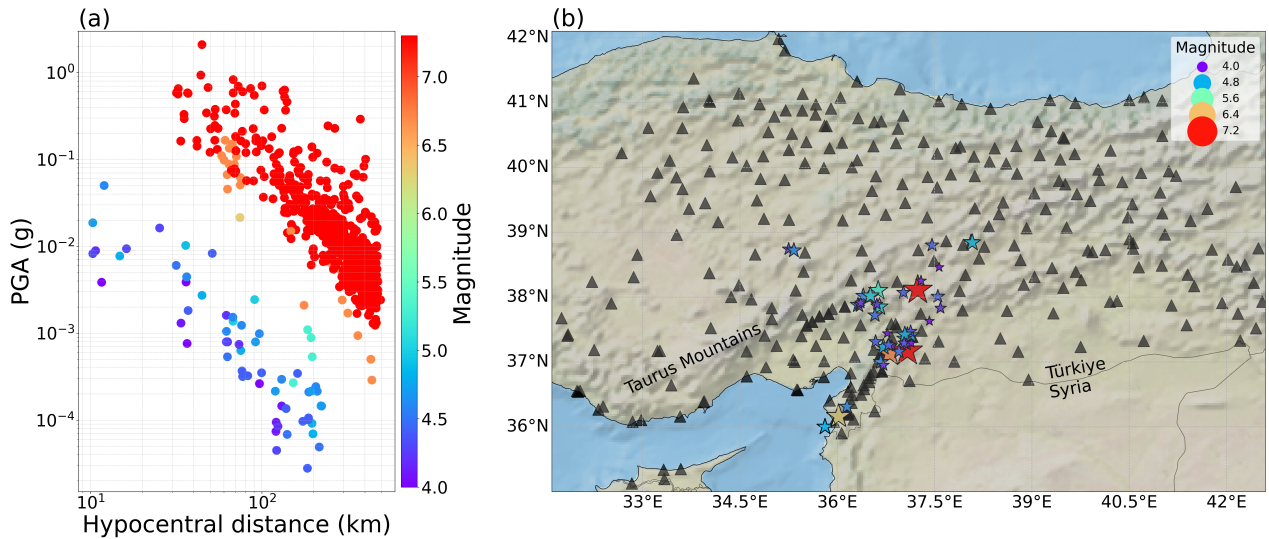 (a)
10⁰
10⁻¹
10⁻²
10⁻³
10⁻⁴
PGA (g)
10¹
10²
Hypocentral distance (km)
7.0
6.5
6.0
5.5
5.0
4.5
4.0
Magnitude
(b)
42°N
41°N
40°N
39°N
38°N
37°N
36°N
33°E
34.5°E
36°E
37.5°E
39°E
40.5°E
42°E
Magnitude
4.0
4.8
5.6
6.4
7.2
Taurus Mountains
Türkiye
Syria